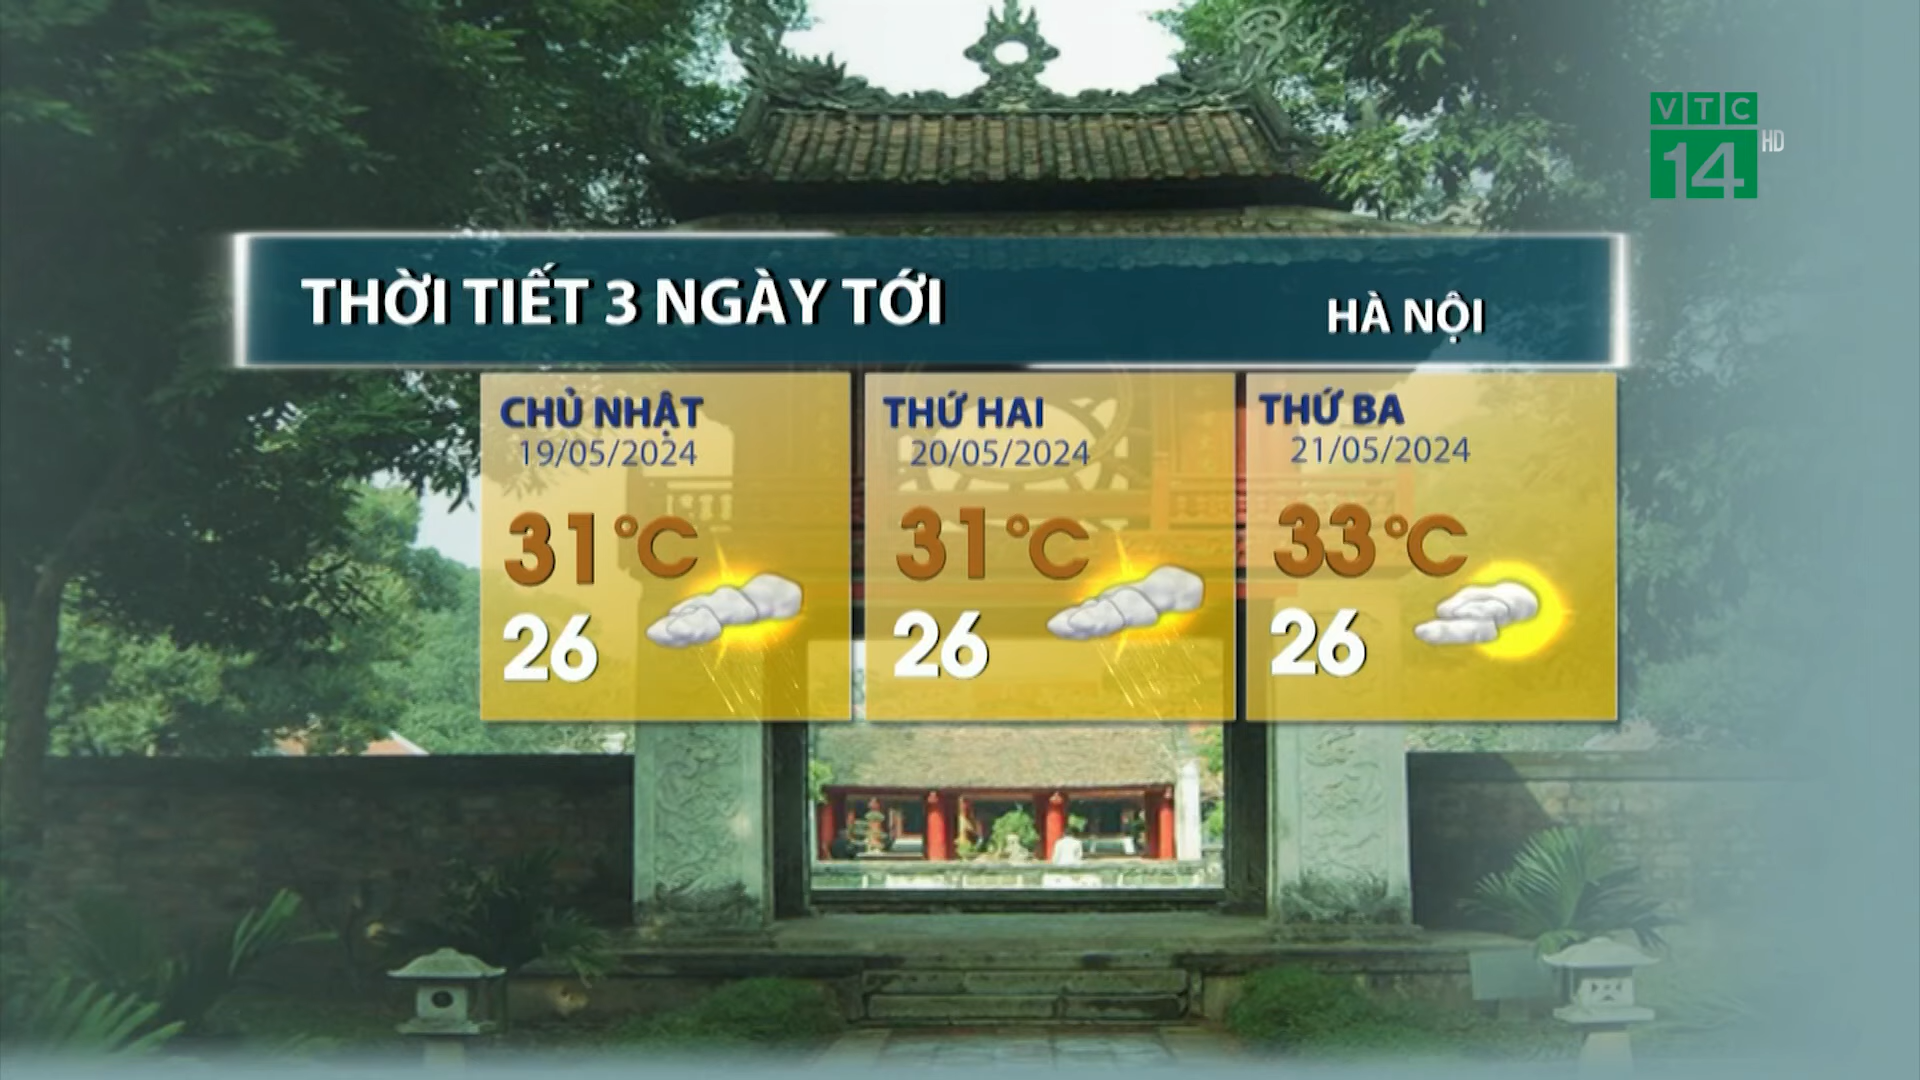 VTC
14 HD
THỜI TIẾT 3 NGÀY TỚI
HÀ NỘI
CHỦ NHẬT
19/05/2024
31°C
26
THỨ HAI
20/05/2024
31°C
26
THỨ BA
21/05/2024
33°C
26